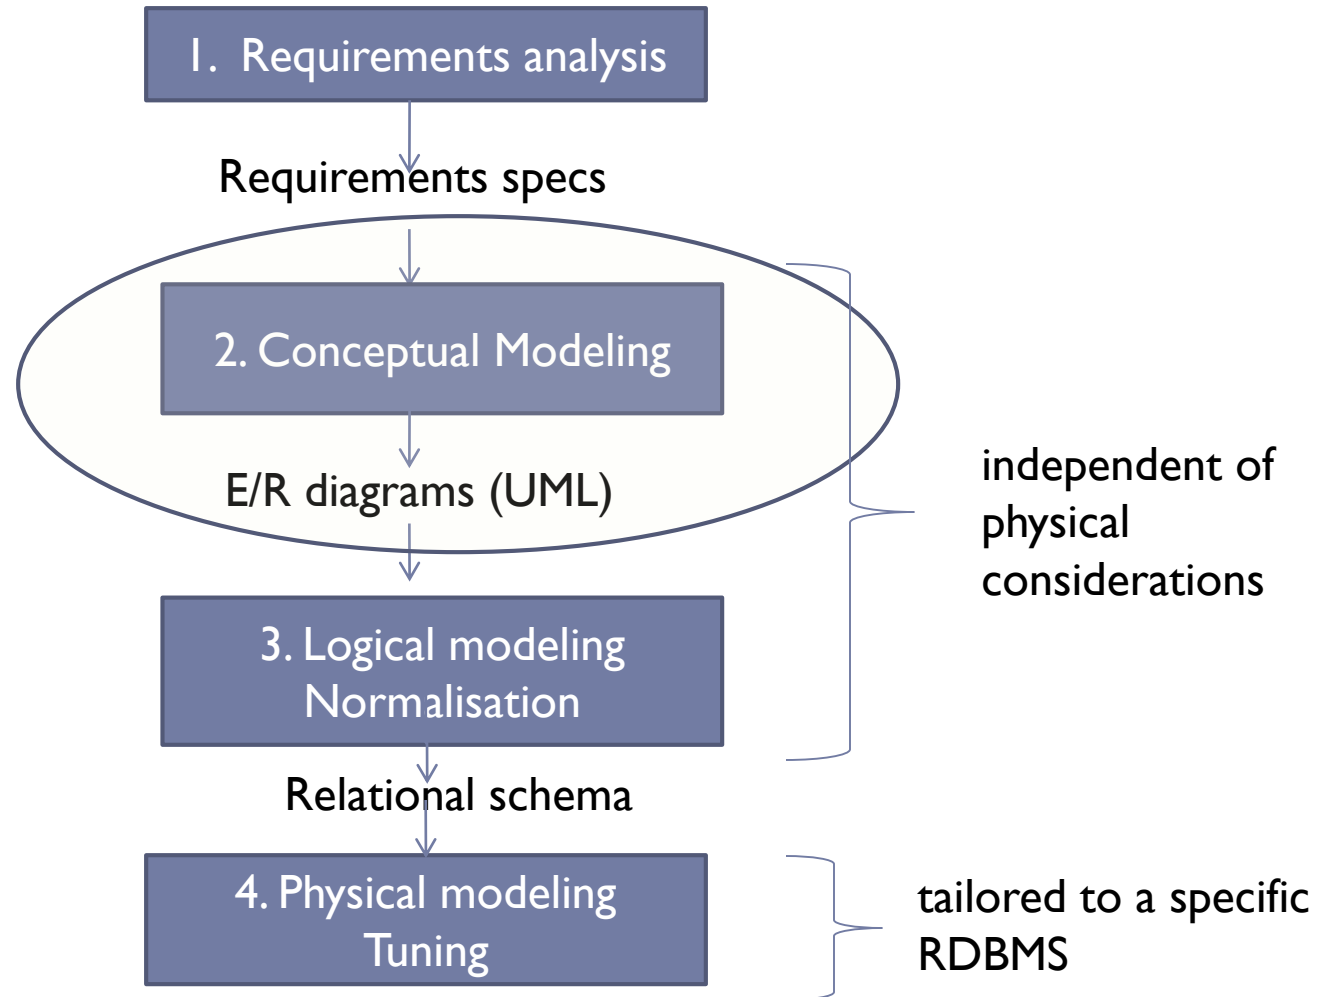 1. Requirements analysis
Requirements specs
2. Conceptual Modeling
E/R diagrams (UML)
independent of
physical
considerations
3. Logical modeling
Normalisation
Relational schema
4. Physical modeling
Tuning
tailored to a specific
RDBMS